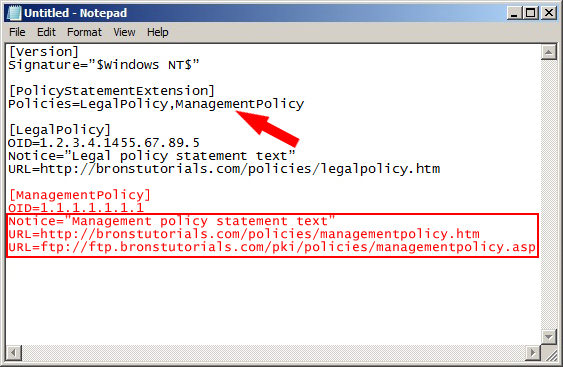 Untitled - Notepad
File Edit Format View Help
[Version]
Signature="$Windows NT$"
[PolicyStatementExtension]
Policies=LegalPolicy,ManagementPolicy
[LegalPolicy]
OID=1.2.3.4.1455.67.89.5
Notice="Legal policy statement text"
URL=http://bronstutorials.com/policies/legalpolicy.htm
[ManagementPolicy]
OID=1.1.1.1.1.1.1
Notice="Management policy statement text"
URL=http://bronstutorials.com/policies/managementpolicy.htm
URL=ftp://ftp.bronstutorials.com/pki/policies/managementpolicy.asp